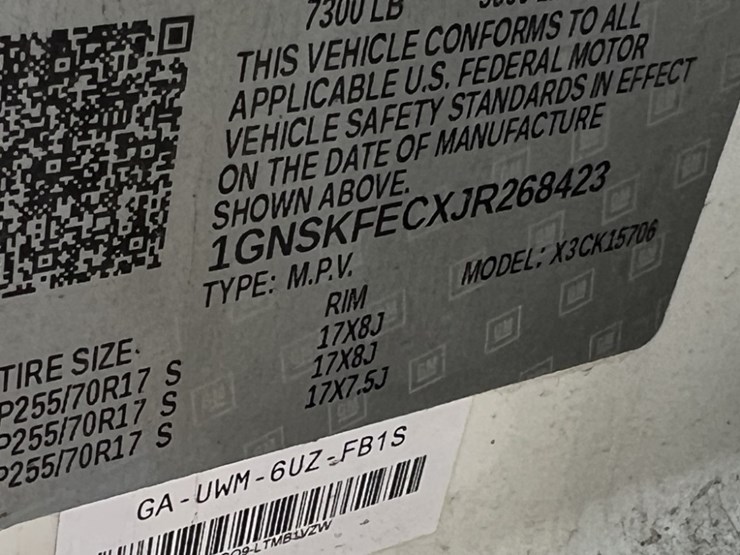 7300 LB
THIS VEHICLE CONFORMS TO ALL
APPLICABLE U.S. FEDERAL MOTOR
VEHICLE SAFETY STANDARDS IN EFFECT
ON THE DATE OF MANUFACTURE
SHOWN ABOVE.
1GNSKFECXJR268423
TYPE: M.P.V. MODEL: X3CK15706
TIRE SIZE. RIM
P255/70R17 S 17X8J
P255/70R17 S 17X8J
P255/70R17 S 17X7.5J
GA-UWM-6UZ-FB1S